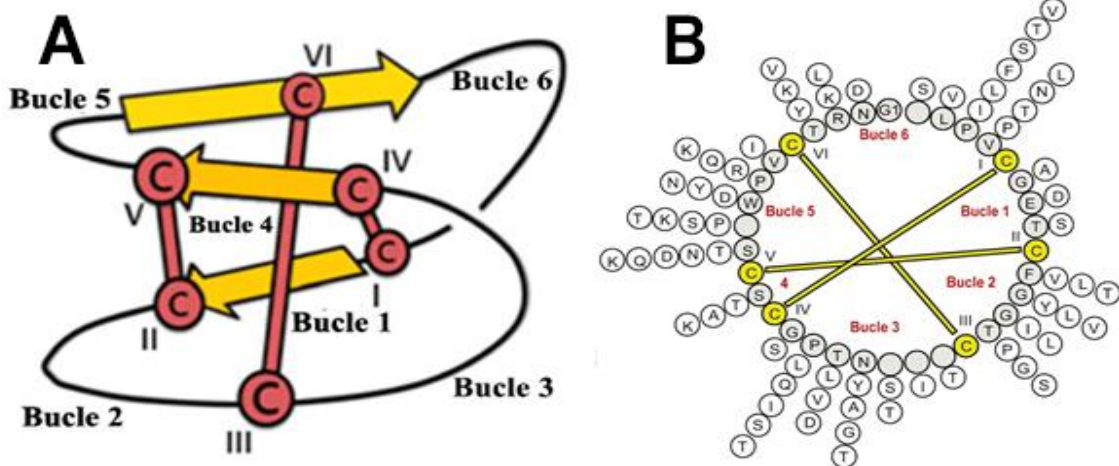 A
VI
C
Bucle 5
Bucle 6
IV
C
C
V
Bucle 4
C
I
C
II
Bucle 1
Bucle 2
C
III
Bucle 3
B
G1
S
L V
P I L F S T V
V P T N L
C
I
G A
E D
T S
C
II
F V L T
G Y L V
G I L
T P G S
C
III
T
I
S T
N Y A G T
T L V D
P L Q I S T
G S
C
IV
S T A K
C
V
S T N D Q K
P S K T
W D Y N
P R Q K
V I
C
VI
T Y K V
R K L
N D
Bucle 6
Bucle 1
Bucle 5
Bucle 2
4
Bucle 3